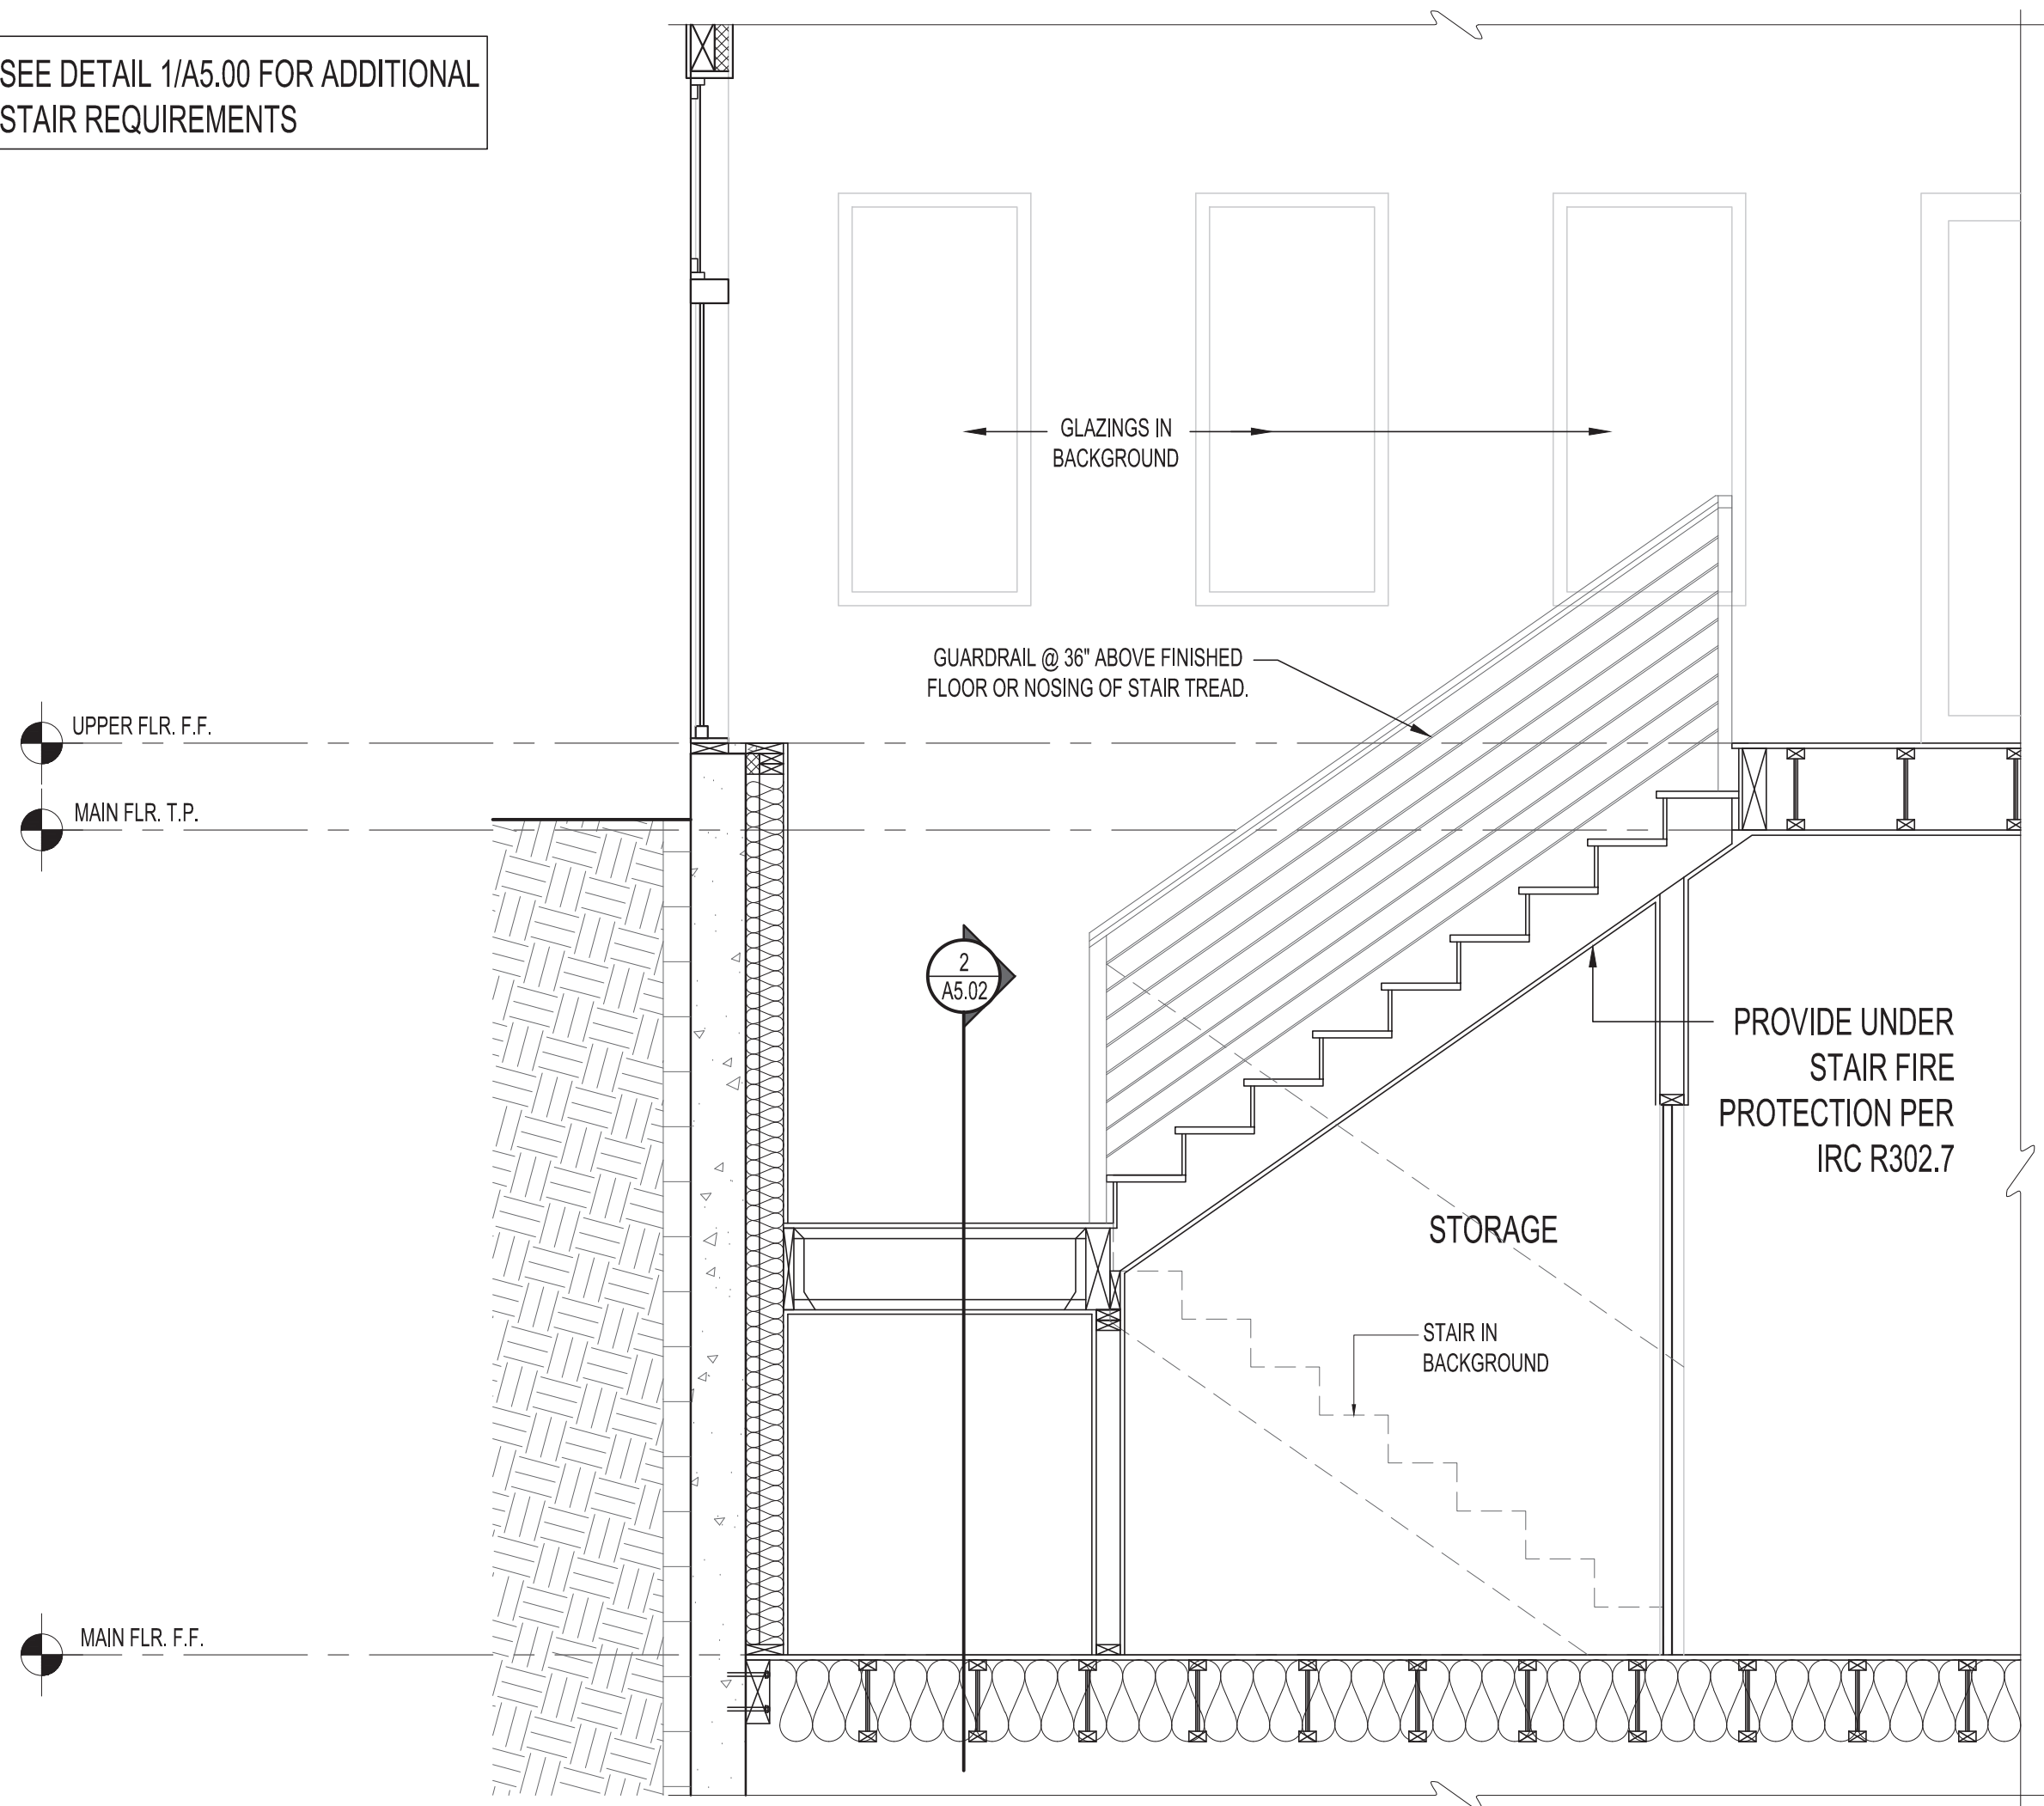 SEE DETAIL 1/A5.00 FOR ADDITIONAL
STAIR REQUIREMENTS
GLAZINGS IN
BACKGROUND
GUARDRAIL @ 36" ABOVE FINISHED
FLOOR OR NOSING OF STAIR TREAD.
UPPER FLR. F.F.
MAIN FLR. T.P.
2
A5.02
PROVIDE UNDER
STAIR FIRE
PROTECTION PER
IRC R302.7
STORAGE
STAIR IN
BACKGROUND
MAIN FLR. F.F.